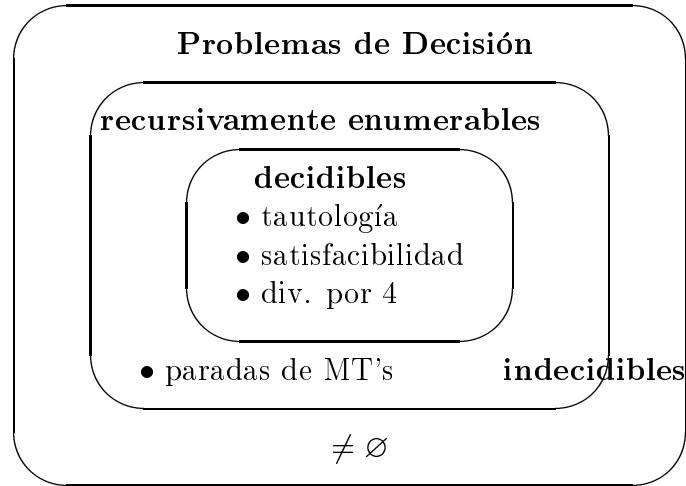 Problemas de Decisión
recursivamente enumerables
decidibles
• tautología
• satisfacibilidad
• div. por 4
• paradas de MT's indecidibles
≠ ∅